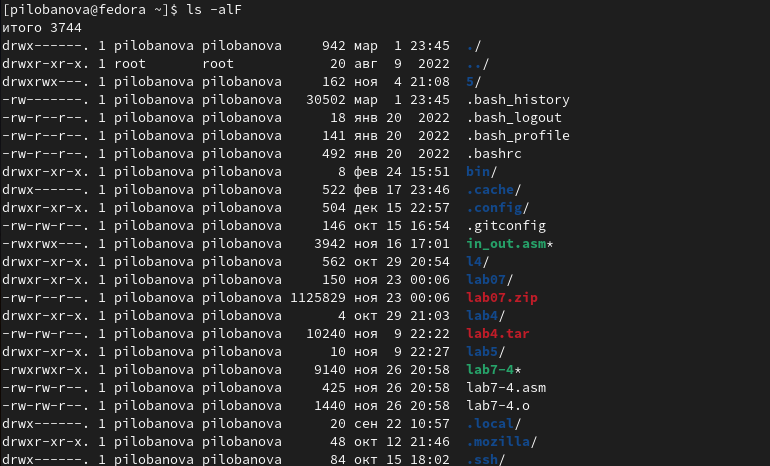 [pilobanova@fedora ~]$ ls -alF
итого 3744
drwx------. 1 pilobanova pilobanova     942 мар  1 23:45 ./
drwxr-xr-x. 1 root       root            20 авг  9  2022 ../
drwxrwx---. 1 pilobanova pilobanova     162 ноя  4 21:08 5/
-rw-------. 1 pilobanova pilobanova   30502 мар  1 23:45 .bash_history
-rw-r--r--. 1 pilobanova pilobanova      18 янв 20  2022 .bash_logout
-rw-r--r--. 1 pilobanova pilobanova     141 янв 20  2022 .bash_profile
-rw-r--r--. 1 pilobanova pilobanova     492 янв 20  2022 .bashrc
drwxr-xr-x. 1 pilobanova pilobanova       8 фев 24 15:51 bin/
drwx------. 1 pilobanova pilobanova     522 фев 17 23:46 .cache/
drwxr-xr-x. 1 pilobanova pilobanova     504 дек 15 22:57 .config/
-rw-rw-r--. 1 pilobanova pilobanova     146 окт 15 16:54 .gitconfig
-rwxrwx---. 1 pilobanova pilobanova    3942 ноя 16 17:01 in_out.asm*
drwxr-xr-x. 1 pilobanova pilobanova     562 окт 29 20:54 l4/
drwxr-xr-x. 1 pilobanova pilobanova     150 ноя 23 00:06 lab07/
-rw-r--r--. 1 pilobanova pilobanova 1125829 ноя 23 00:06 lab07.zip
drwxr-xr-x. 1 pilobanova pilobanova       4 окт 29 21:03 lab4/
-rw-rw-r--. 1 pilobanova pilobanova   10240 ноя  9 22:22 lab4.tar
drwxr-xr-x. 1 pilobanova pilobanova      10 ноя  9 22:27 lab5/
-rwxrwxr-x. 1 pilobanova pilobanova    9140 ноя 26 20:58 lab7-4*
-rw-rw-r--. 1 pilobanova pilobanova     425 ноя 26 20:58 lab7-4.asm
-rw-rw-r--. 1 pilobanova pilobanova    1440 ноя 26 20:58 lab7-4.o
drwx------. 1 pilobanova pilobanova      20 сен 22 10:57 .local/
drwxr-xr-x. 1 pilobanova pilobanova      48 окт 12 21:46 .mozilla/
drwx------. 1 pilobanova pilobanova      84 окт 15 18:02 .ssh/